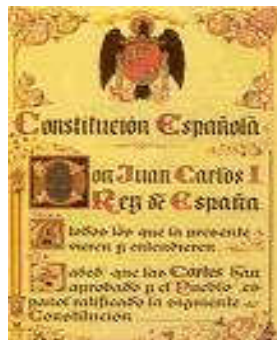 Constitución Española
Don Juan Carlos I
Rey de España
A todos los que la presente
vieren y entendieren
Sabed: que las Cortes han
aprobado y el Pueblo es-
pañol ratificado la siguiente
Constitución